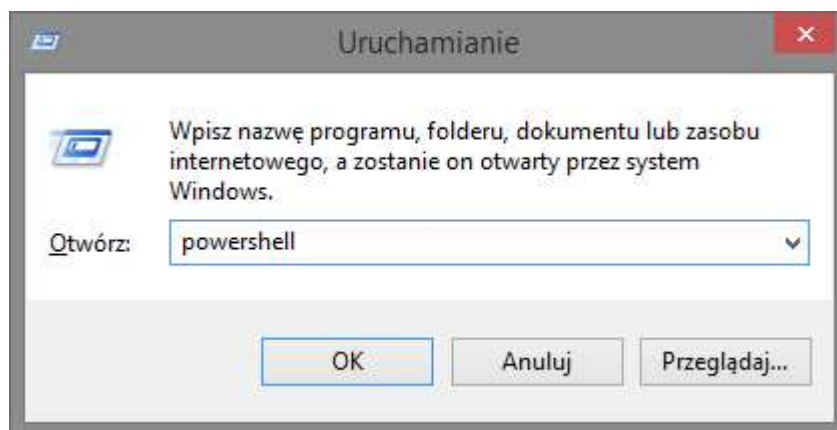 Uruchamianie
Wpisz nazwę programu, folderu, dokumentu lub zasobu
internetowego, a zostanie on otwarty przez system
Windows.
Otwórz: powershell
OK Anuluj Przeglądaj...